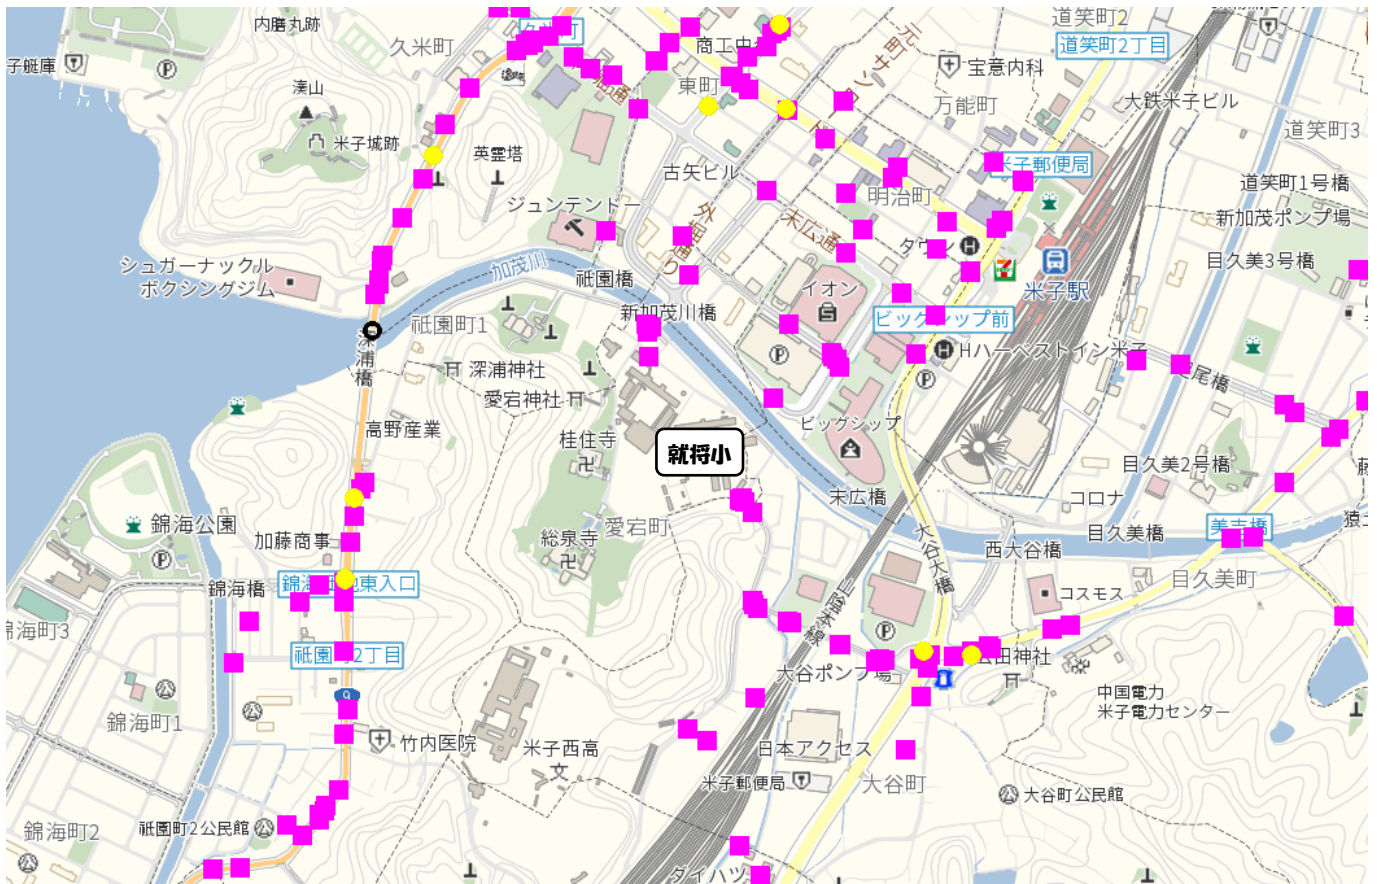 内膳丸跡
久米町
久米町
商工中金
元町サンロード
道笑町2
道笑町2丁目
子艇庫
湊山
米子城跡
英霊塔
東町
宝意内科
万能町
大鉄米子ビル
道笑町3
米子郵便局
古矢ビル
明治町
道笑町1号橋
新加茂ポンプ場
ジュンテンドー
外堀通り
末広通
目久美3号橋
シュガーナックル
ボクシングジム
加茂川
祇園橋
イオン
米子駅
新加茂川橋
祇園町1
ビッグシップ前
深浦橋
Hハーベストイン米子
深浦神社
愛宕神社
高野産業
桂住寺
就将小
ビッグシップ
目久美2号橋
末広橋
コロナ
錦海公園
加藤商事
愛宕町
総泉寺
大谷大橋
西大谷橋
目久美橋
美吉橋
目久美町
錦海橋
錦海団地東入口
コスモス
錦海町3
山陰本線
祇園町2丁目
大谷ポンプ場
中国電力
米子電力センター
9
錦海町1
竹内医院
米子西高
日本アクセス
米子郵便局
大谷町
大谷町公民館
錦海町2
祇園町2公民館
ダイハツ